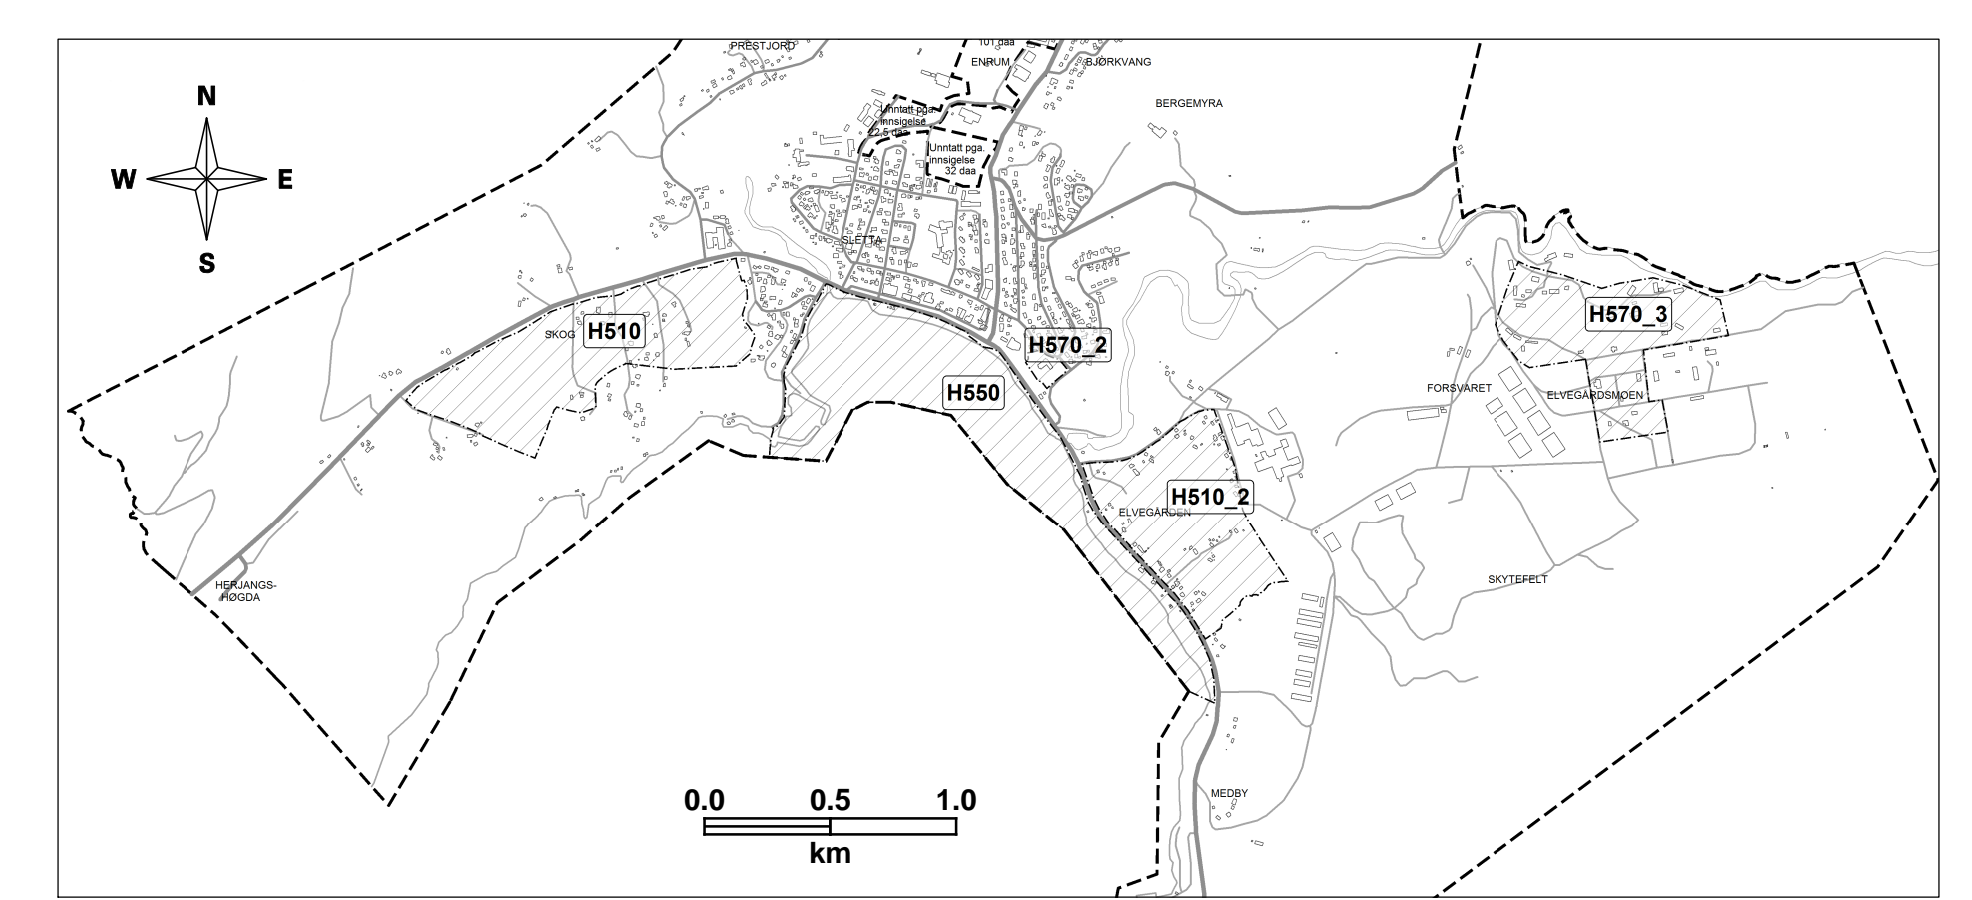 PRESTJORD
101 daa
ENRUM
BJØRKVANG
BERGEMYRA
N
W
E
S
Unntatt pga.
innsigelse
22,5 daa
Unntatt pga.
innsigelse
32 daa
SLETTA
SKOG
H510
H570_2
H570_3
H550
FORSVARET
ELVEGÅRDSMOEN
H510_2
ELVEGÅRDEN
SKYTEFELT
HERJANGS-
HØGDA
MEDBY
0.0
0.5
1.0
km